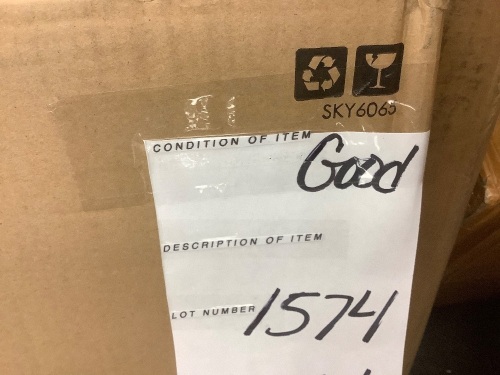 SKY6065
CONDITION OF ITEM Good
DESCRIPTION OF ITEM
LOT NUMBER 1574